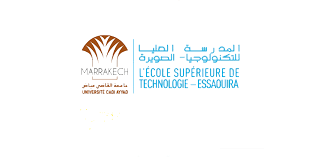 MARRAKECH
جامعة القاضي عياض
UNIVERSITÉ CADI AYYAD
المدرسة العليا
للتكنولوجيا - الصويرة
L'ÉCOLE SUPÉRIEURE DE
TECHNOLOGIE – ESSAOUIRA